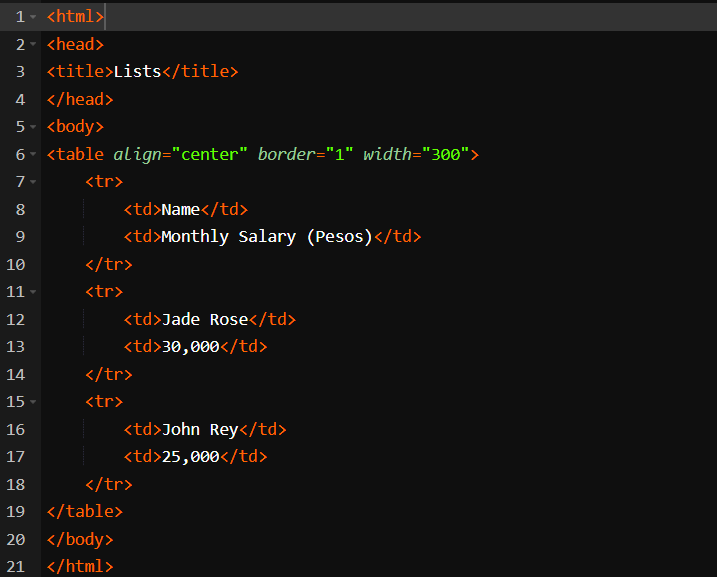 1 <html>
2 <head>
3 <title>Lists</title>
4 </head>
5 <body>
6 <table align="center" border="1" width="300">
7     <tr>
8         <td>Name</td>
9         <td>Monthly Salary (Pesos)</td>
10     </tr>
11     <tr>
12         <td>Jade Rose</td>
13         <td>30,000</td>
14     </tr>
15     <tr>
16         <td>John Rey</td>
17         <td>25,000</td>
18     </tr>
19 </table>
20 </body>
21 </html>